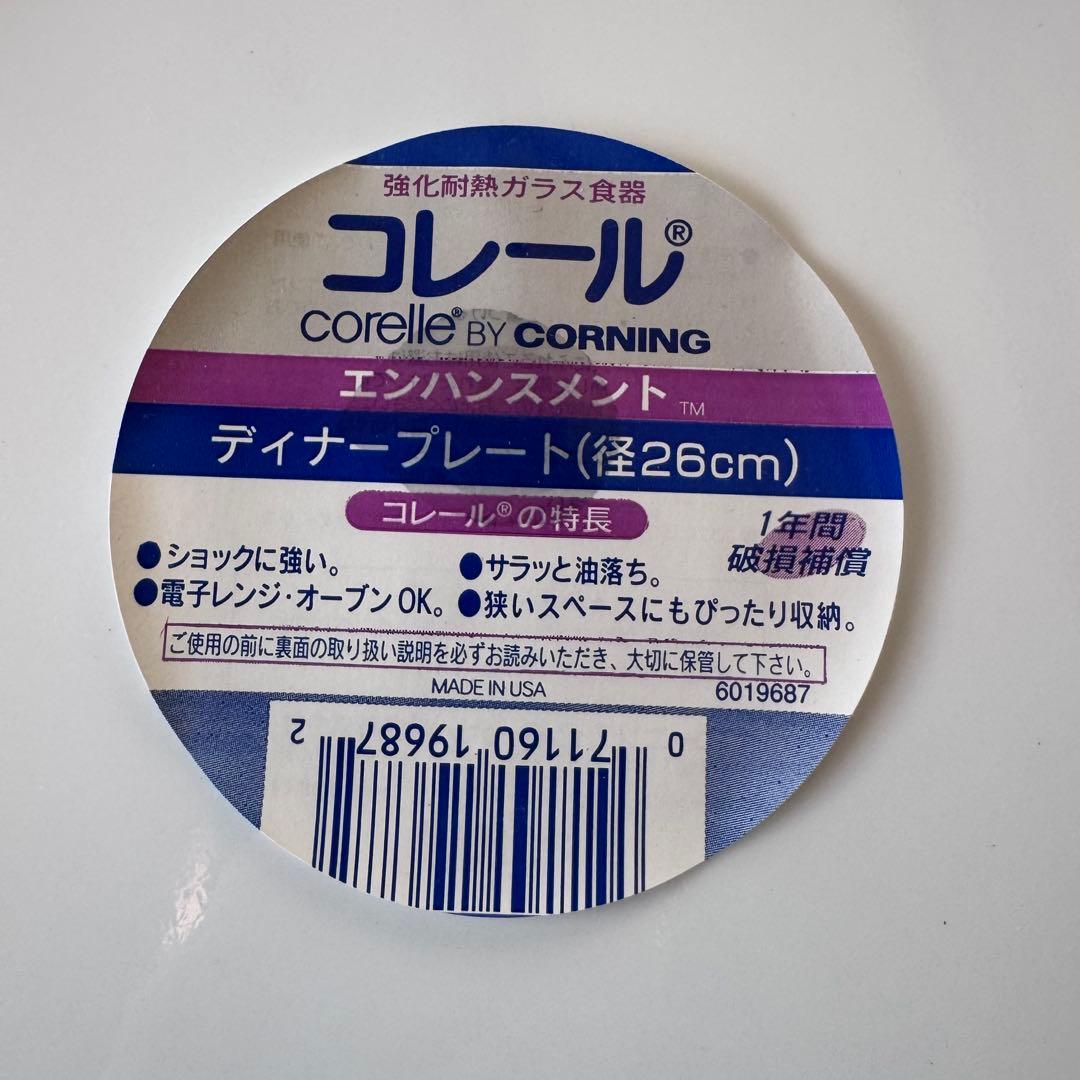 強化耐熱ガラス食器
コレール®
corelle® BY CORNING
エンハンスメント TM
ディナープレート(径26cm)
コレール®の特長
1年間
破損補償
●ショックに強い。 ●サラッと油落ち。
●電子レンジ・オーブンOK。 ●狭いスペースにもぴったり収納。
ご使用の前に裏面の取り扱い説明を必ずお読みいただき、大切に保管して下さい。
MADE IN USA 6019687
0 71160 19687 2